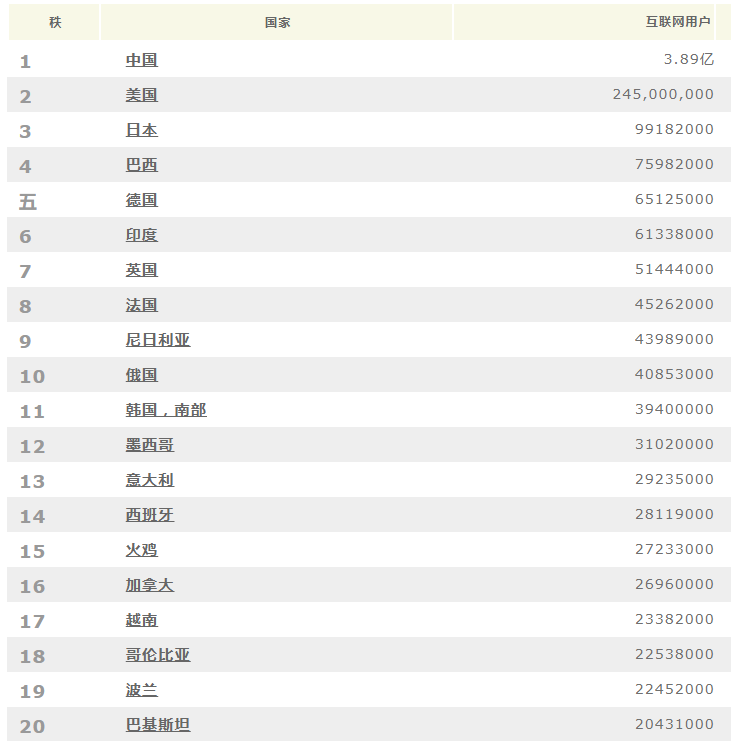 秩 国家 互联网用户
1 中国 3.89亿
2 美国 245,000,000
3 日本 99182000
4 巴西 75982000
五 德国 65125000
6 印度 61338000
7 英国 51444000
8 法国 45262000
9 尼日利亚 43989000
10 俄国 40853000
11 韩国，南部 39400000
12 墨西哥 31020000
13 意大利 29235000
14 西班牙 28119000
15 火鸡 27233000
16 加拿大 26960000
17 越南 23382000
18 哥伦比亚 22538000
19 波兰 22452000
20 巴基斯坦 20431000